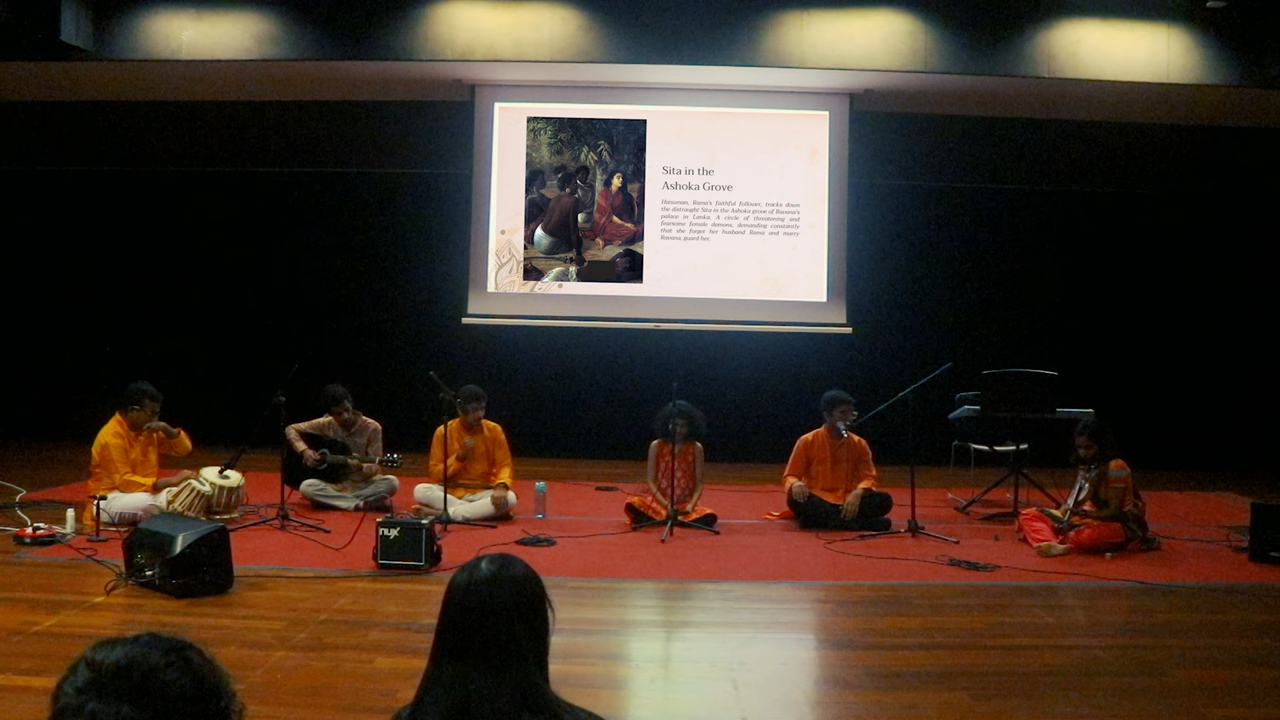 Sita in the
Ashoka Grove
Hanuman, Rama's faithful follower, tracks down
the distraught Sita in the Ashoka grove of Ravana's
palace in Lanka. A circle of threatening and
fearsome female demons, demanding constantly
that she forget her husband Rama and marry
Ravana, guard her.
nux